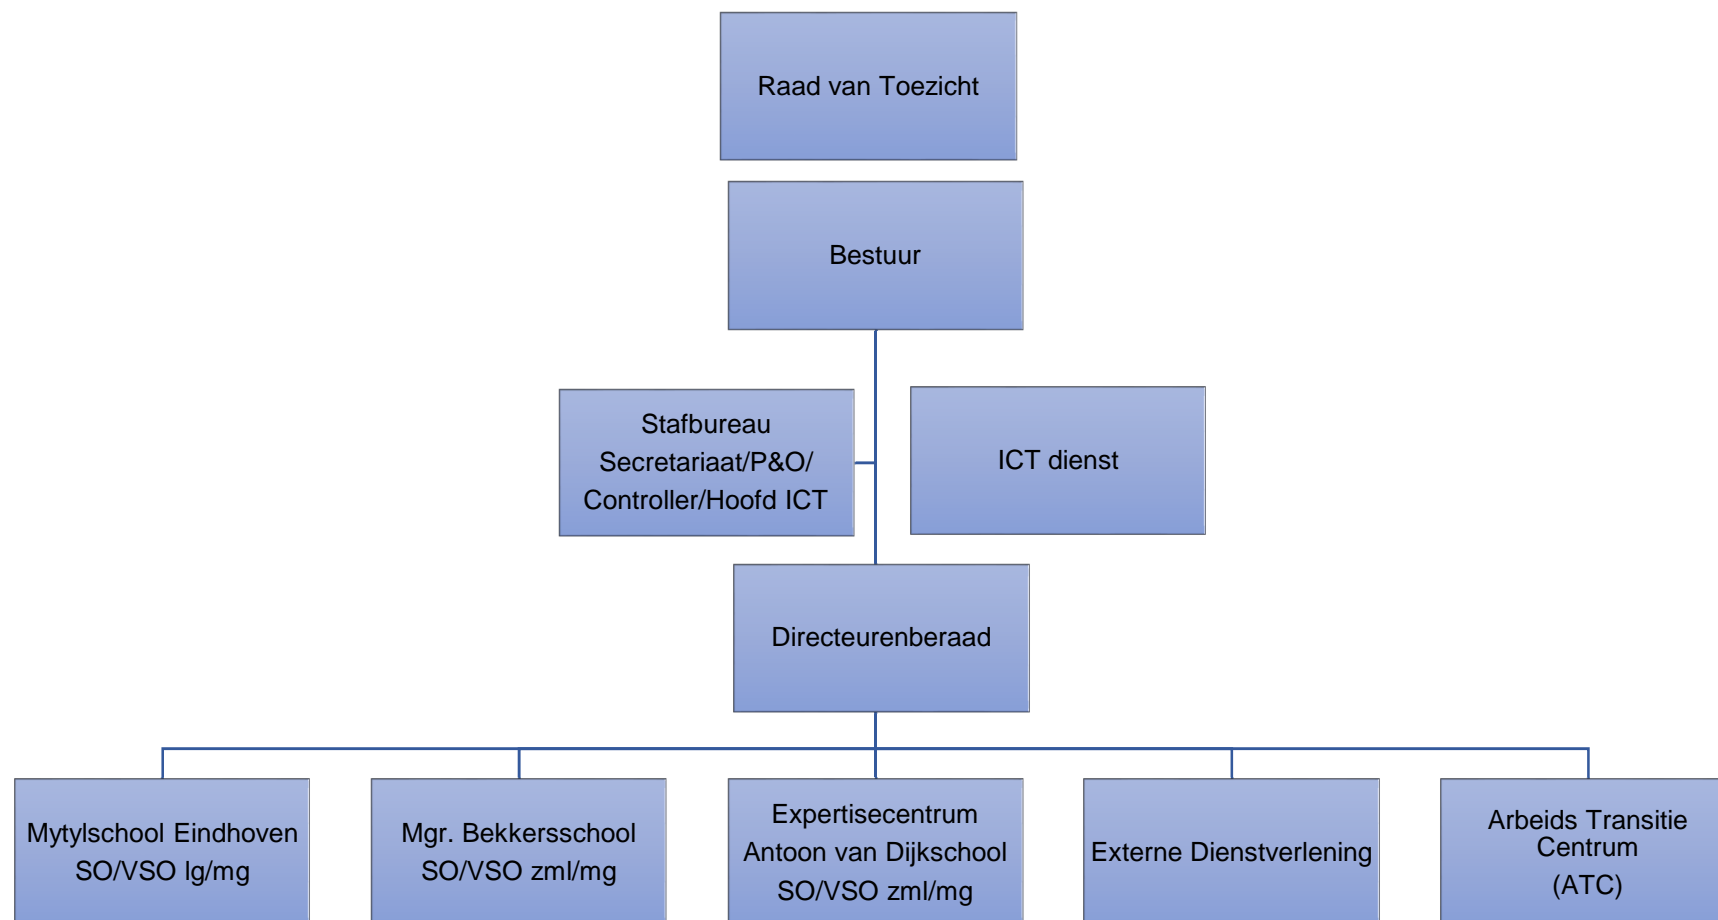 Raad van Toezicht
Bestuur
Stafbureau
Secretariaat/P&O/
Controller/Hoofd ICT
ICT dienst
Directeurenberaad
Mytylschool Eindhoven
SO/VSO lg/mg
Mgr. Bekkersschool
SO/VSO zml/mg
Expertisecentrum
Antoon van Dijkschool
SO/VSO zml/mg
Externe Dienstverlening
Arbeids Transitie
Centrum
(ATC)